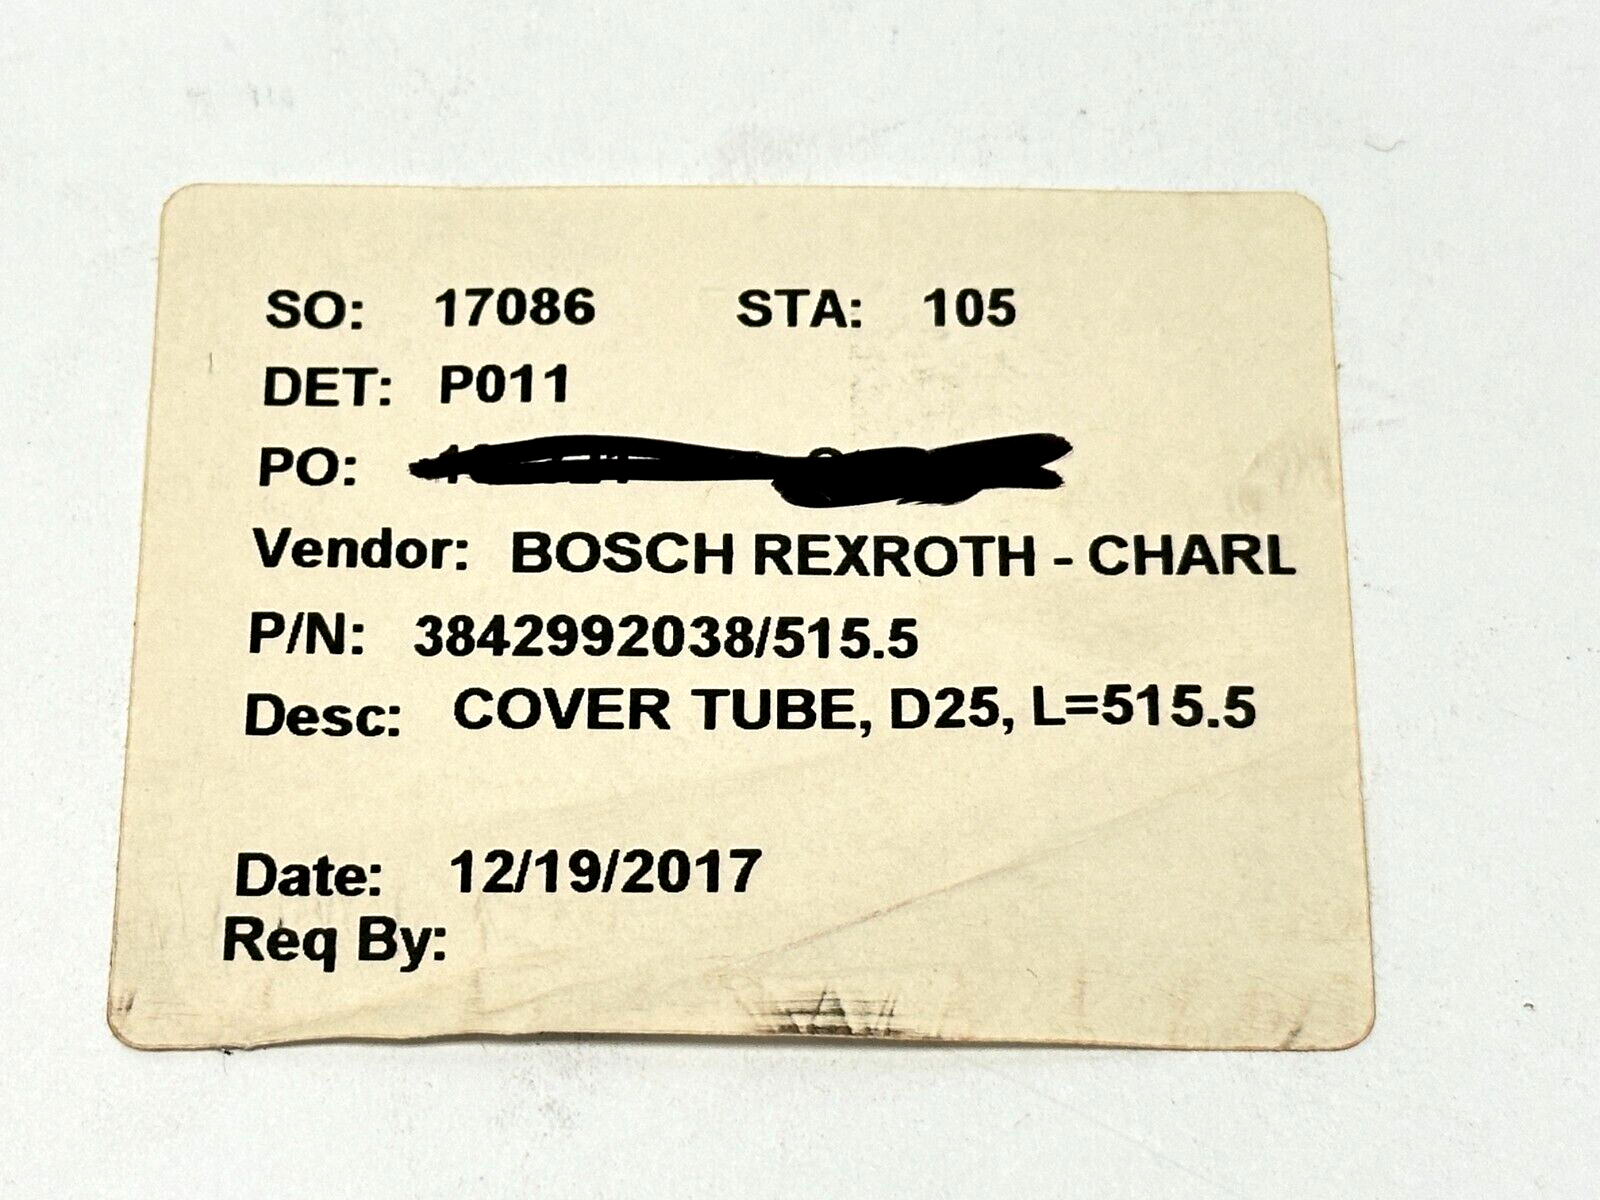 SO: 17086 STA: 105
DET: P011
PO:
Vendor: BOSCH REXROTH - CHARL
P/N: 3842992038/515.5
Desc: COVER TUBE, D25, L=515.5
Date: 12/19/2017
Req By: